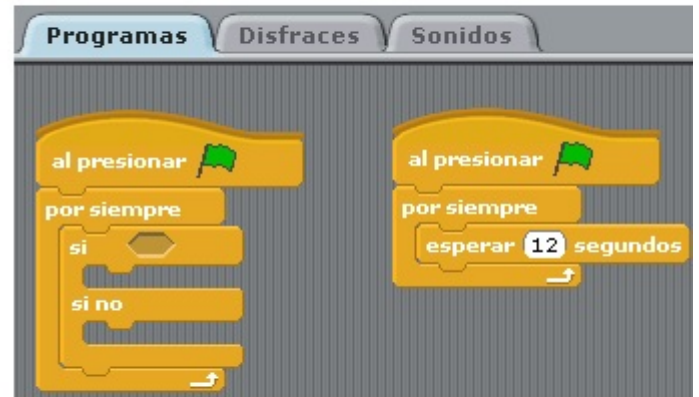 Programas Disfraces Sonidos
al presionar
por siempre
si
si no
al presionar
por siempre
esperar 12 segundos